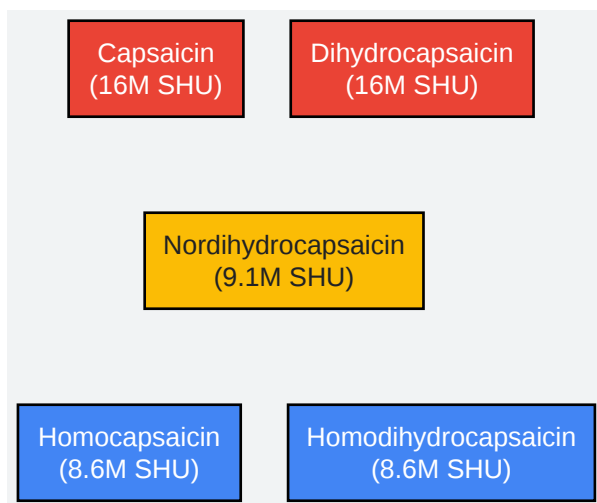 Capsaicin
(16M SHU)
Dihydrocapsaicin
(16M SHU)
Nordihydrocapsaicin
(9.1M SHU)
Homocapsaicin
(8.6M SHU)
Homodihydrocapsaicin
(8.6M SHU)